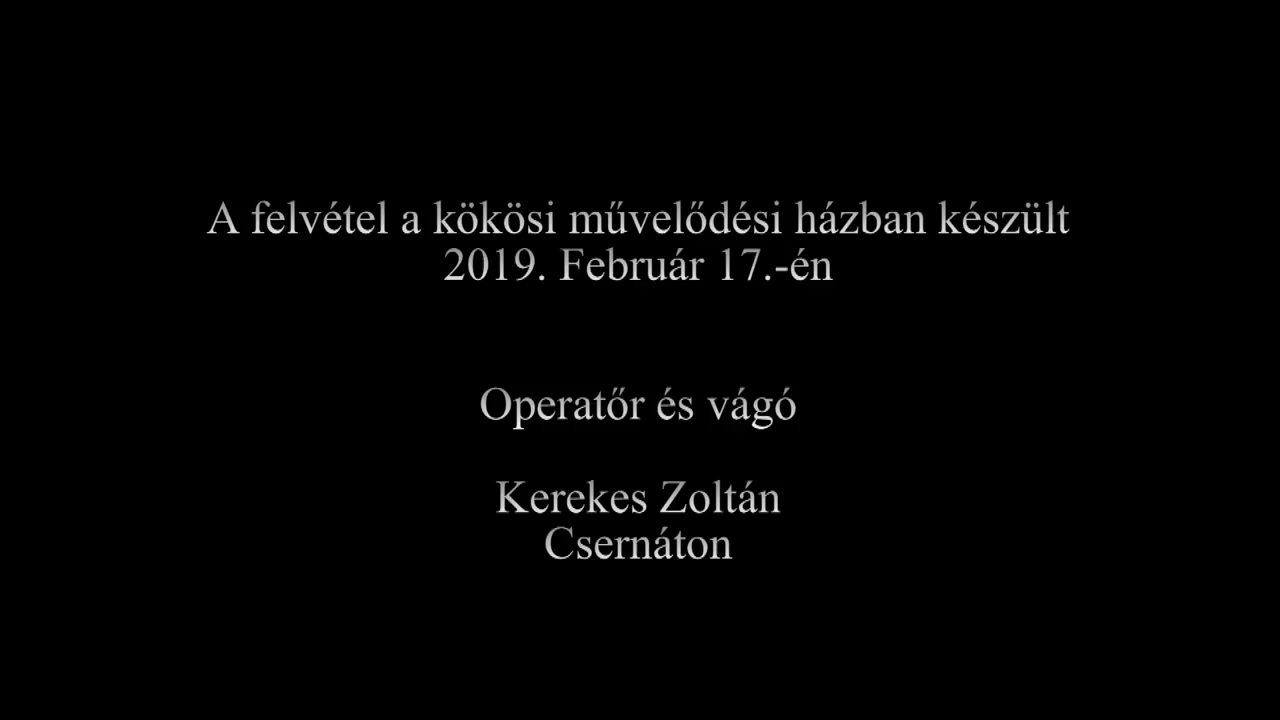 A felvétel a kökösi művelődési házban készült
2019. Február 17.-én
Operatőr és vágó
Kerekes Zoltán
Csernáton